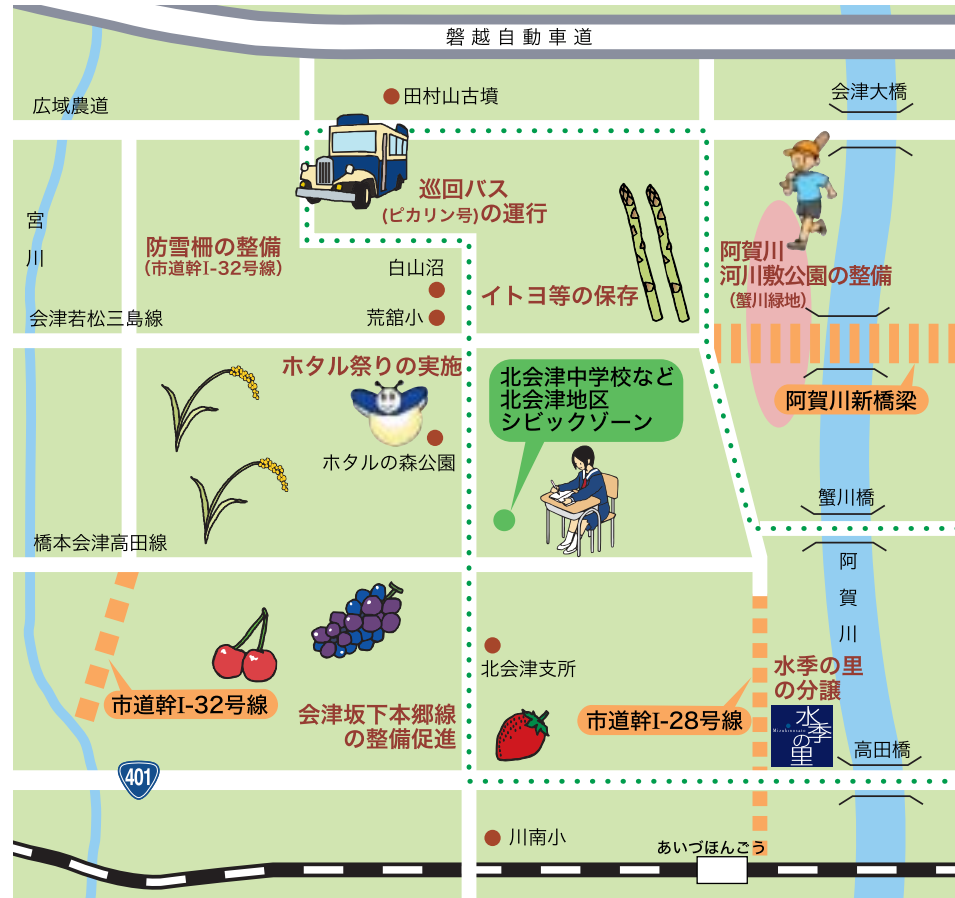 磐越自動車道
田村山古墳
会津大橋
広域農道
巡回バス
(ピカリン号)の運行
宮川
防雪柵の整備
(市道幹I-32号線)
阿賀川
河川敷公園の整備
(蟹川緑地)
白山沼
イトヨ等の保存
会津若松三島線
荒舘小
ホタル祭りの実施
北会津中学校など
北会津地区
シビックゾーン
阿賀川新橋梁
ホタルの森公園
蟹川橋
橋本会津高田線
阿賀川
北会津支所
水季の里
の分譲
市道幹I-32号線
会津坂下本郷線
の整備促進
市道幹I-28号線
水季の里
Mizukinosato
高田橋
401
川南小
あいづほんごう